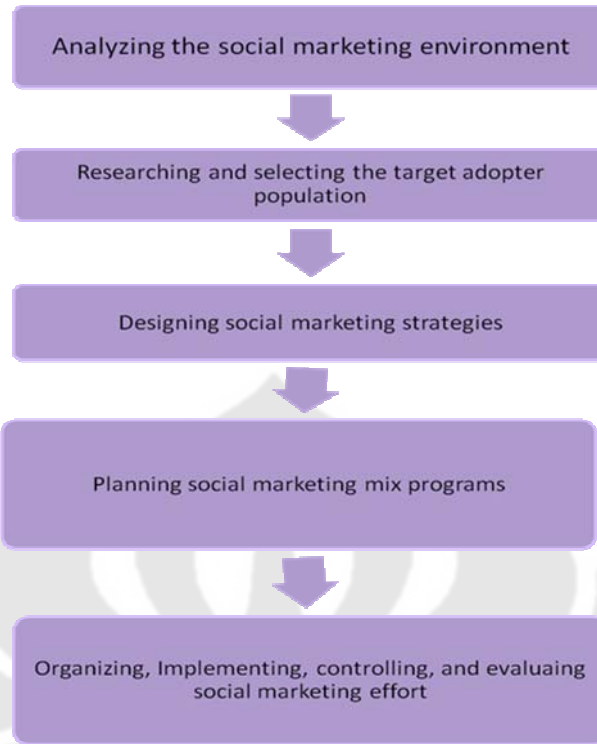 Analyzing the social marketing environment
Researching and selecting the target adopter
population
Designing social marketing strategies
Planning social marketing mix programs
Organizing, Implementing, controlling, and evaluaing
social marketing effort